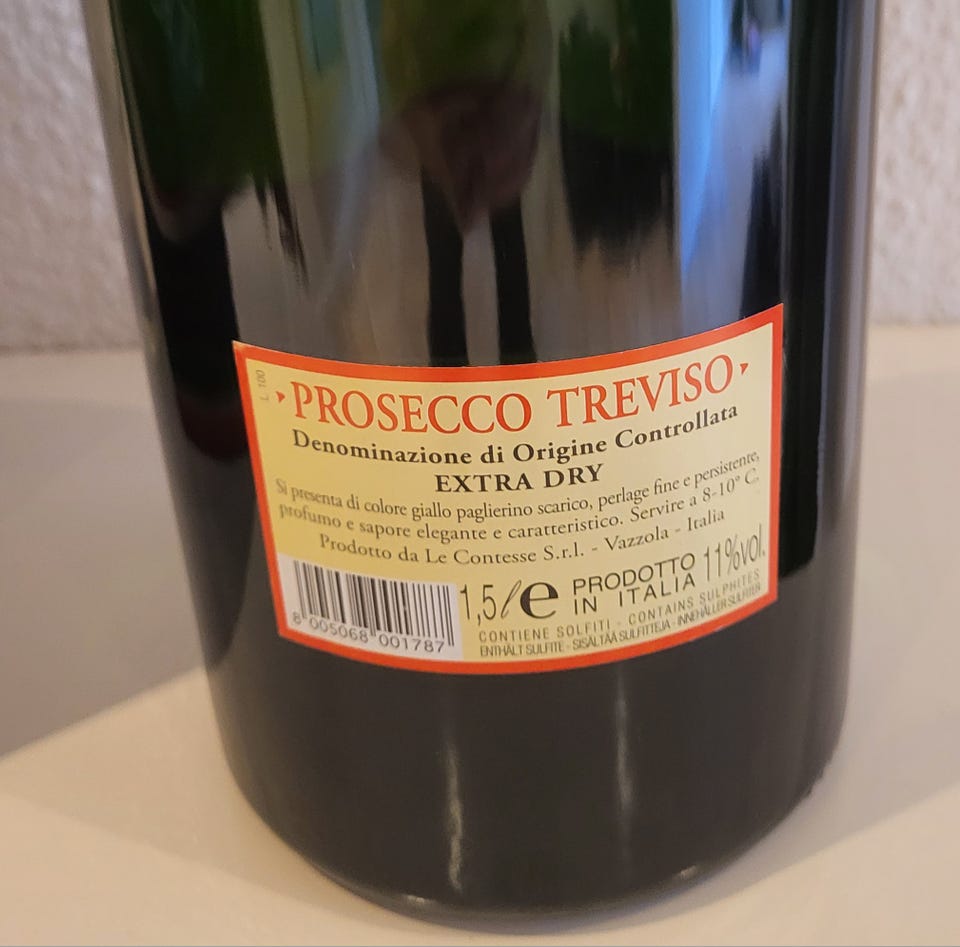 L. 100
PROSECCO TREVISO
Denominazione di Origine Controllata
EXTRA DRY
Si presenta di colore giallo paglierino scarico, perlage fine e persistente,
profumo e sapore elegante e caratteristico. Servire a 8-10° C.
Prodotto da Le Contesse S.r.l. - Vazzola - Italia
1,5 l e PRODOTTO IN ITALIA 11%vol.
CONTIENE SOLFITI - CONTAINS SULPHITES
ENTHÄLT SULFITE - SISÄLTÄÄ SULFIITTEJA - INNEHÅLLER SULFITER
8 005068 001787